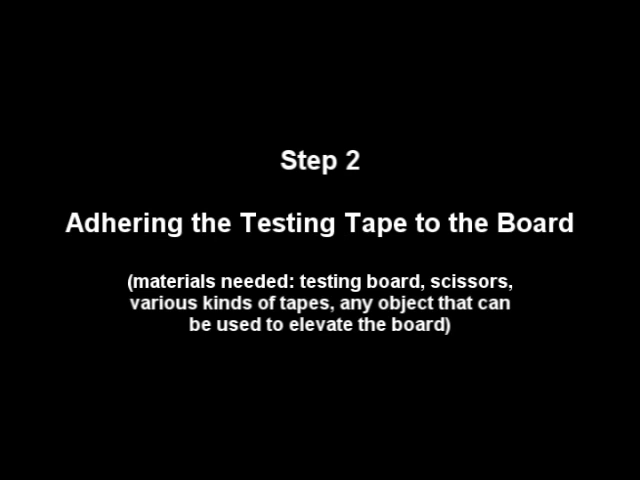 Step 2
Adhering the Testing Tape to the Board
(materials needed: testing board, scissors,
various kinds of tapes, any object that can
be used to elevate the board)